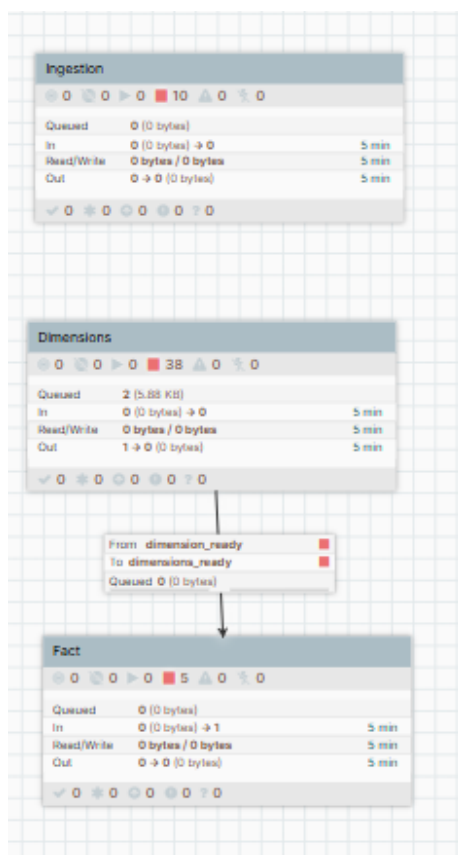 Ingestion
0 0 0 10 0 0
Queued 0 (0 bytes)
In 0 (0 bytes) → 0 5 min
Read/Write 0 bytes / 0 bytes 5 min
Out 0 → 0 (0 bytes) 5 min
0 0 0 0 ? 0
Dimensions
0 0 0 38 0 0
Queued 2 (5.88 KB)
In 0 (0 bytes) → 0 5 min
Read/Write 0 bytes / 0 bytes 5 min
Out 1 → 0 (0 bytes) 5 min
0 0 0 0 ? 0
From dimension_ready
To dimensions_ready
Queued 0 (0 bytes)
Fact
0 0 0 5 0 0
Queued 0 (0 bytes)
In 0 (0 bytes) → 1 5 min
Read/Write 0 bytes / 0 bytes 5 min
Out 0 → 0 (0 bytes) 5 min
0 0 0 0 ? 0